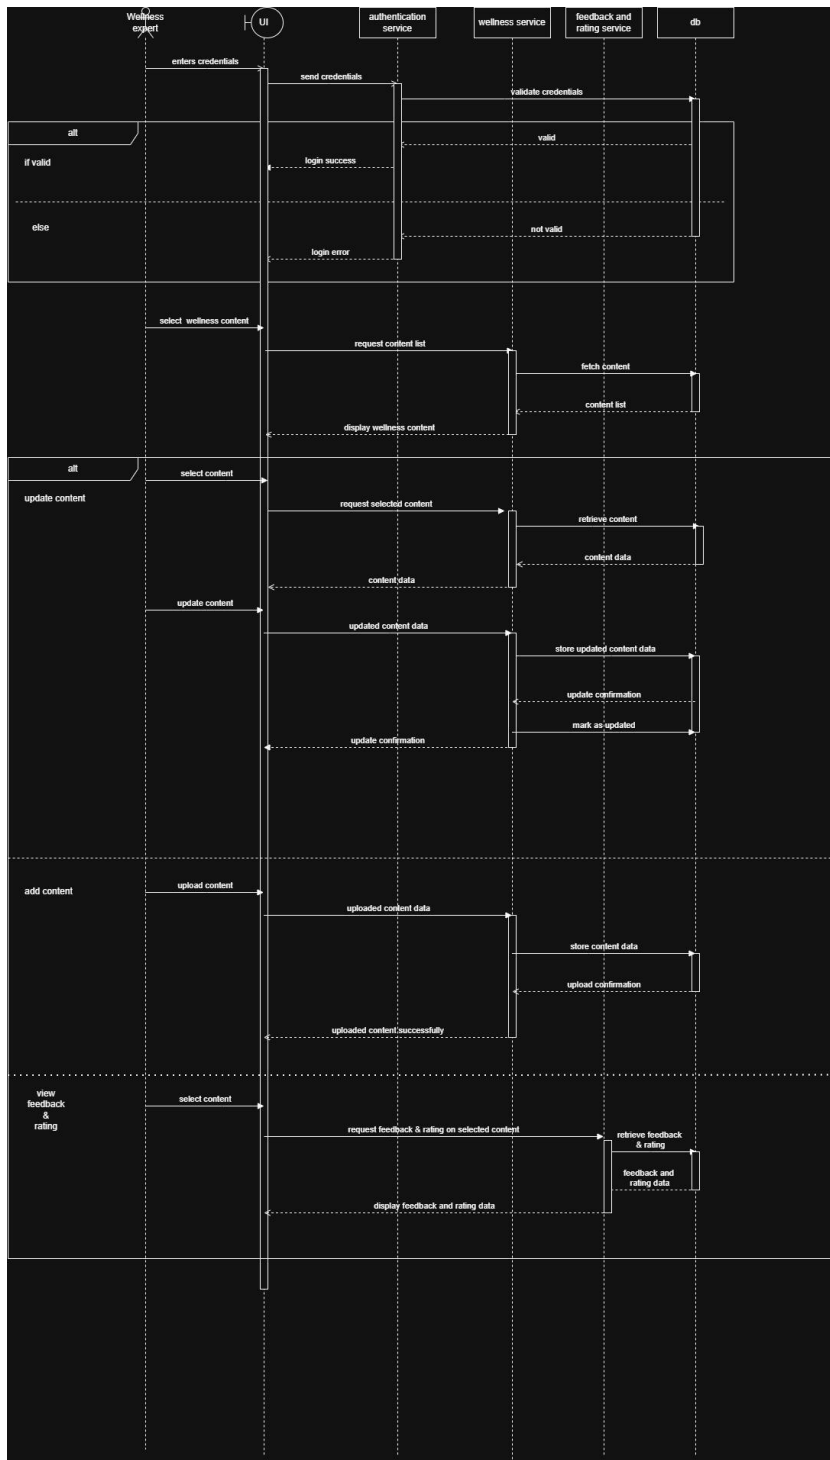 Wellness
expert
UI
authentication
service
wellness service
feedback and
rating service
db
enters credentials
send credentials
validate credentials
alt
valid
if valid
login success
else
not valid
login error
select wellness content
request content list
fetch content
content list
display wellness content
alt
select content
update content
request selected content
retrieve content
content data
content data
update content
updated content data
store updated content data
update confirmation
mark as updated
update confirmation
add content
upload content
uploaded content data
store content data
upload confirmation
uploaded content successfully
view
feedback
&
rating
select content
request feedback & rating on selected content
retrieve feedback
& rating
feedback and
rating data
display feedback and rating data